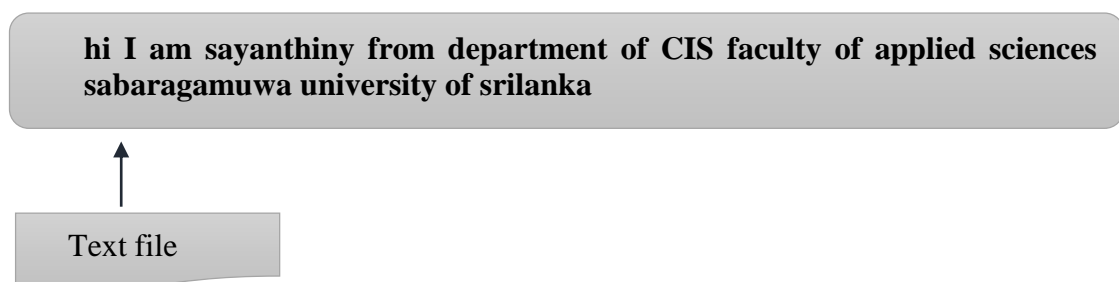 hi I am sayanthiny from department of CIS faculty of applied sciences
sabaragamuwa university of srilanka
Text file